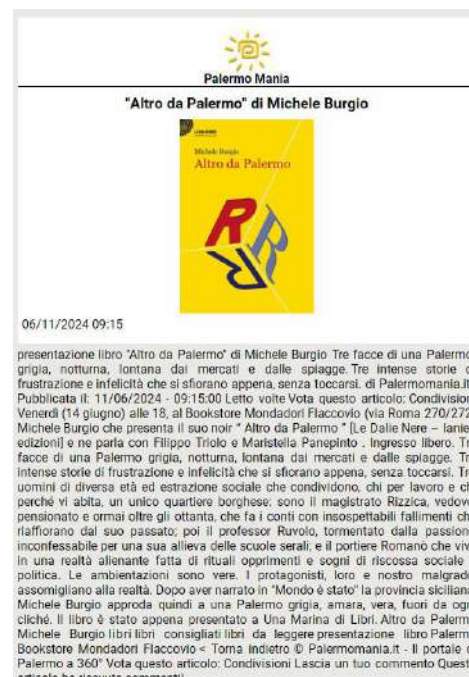 Palermo Mania
"Altro da Palermo" di Michele Burgio
Michele Burgio
Altro da Palermo
R
R
R
06/11/2024 09:15
presentazione libro "Altro da Palermo" di Michele Burgio Tre facce di una Palermo
grigia, notturna, lontana dai mercati e dalle spiagge. Tre intense storie d
frustrazione e infelicità che si sfiorano appena, senza toccarsi. di Palermomania.it
Pubblicata il: 11/06/2024 - 09:15:00 Letto volte Vota questo articolo: Condivisioni
Venerdì (14 giugno) alle 18, al Bookstore Mondadori Flaccovio (via Roma 270/272
Michele Burgio che presenta il suo noir " Altro da Palermo " [Le Dalie Nere – Ianie
edizioni] e ne parla con Filippo Triolo e Maristella Panepinto . Ingresso libero. Tr
facce di una Palermo grigia, notturna, lontana dai mercati e dalle spiagge. Tr
intense storie di frustrazione e infelicità che si sfiorano appena, senza toccarsi. Tr
uomini di diversa età ed estrazione sociale che condividono, chi per lavoro e ch
perché vi abita, un unico quartiere borghese: sono il magistrato Rizzica, vedovo
pensionato e ormai oltre gli ottanta, che fa i conti con insospettabili fallimenti ch
riaffiorano dal suo passato; poi il professor Ruvolo, tormentato dalla passion
inconfessabile per una sua allieva delle scuole serali; e il portiere Romanò che viv
in una realtà alienante fatta di rituali opprimenti e sogni di riscossa sociale
politica. Le ambientazioni sono vere. I protagonisti, loro e nostro malgrado
assomigliano alla realtà. Dopo aver narrato in "Mondo è stato" la provincia siciliana
Michele Burgio approda quindi a una Palermo grigia, amara, vera, fuori da ogn
cliché. Il libro è stato appena presentato a Una Marina di Libri. Altro da Palerm
Michele Burgio libri libri consigliati libri da leggere presentazione libro Palerm
Bookstore Mondadori Flaccovio < Torna indietro © Palermomania.it - Il portale d
Palermo a 360° Vota questo articolo: Condivisioni Lascia un tuo commento Quest
articolo ha ricevuto commenti